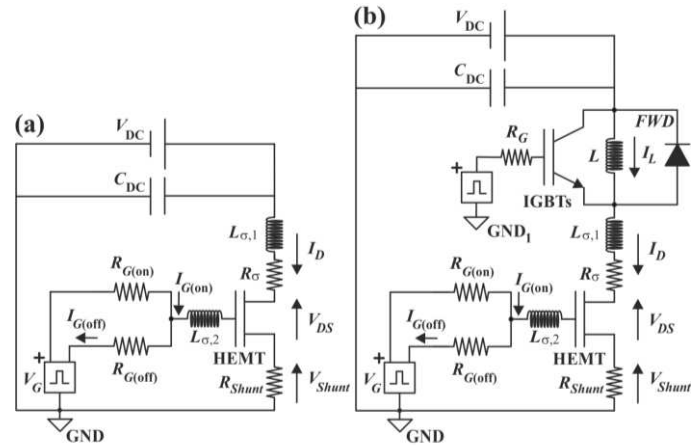 (a)
V_DC
C_DC
L_σ,1
I_D
R_σ
R_G(on)
I_G(on)
I_G(off)
L_σ,2
V_DS
HEMT
+
V_G
R_G(off)
R_Shunt
V_Shunt
GND
(b)
V_DC
C_DC
FWD
R_G
L
I_L
+
IGBTs
GND_1
L_σ,1
I_D
R_σ
R_G(on)
I_G(on)
I_G(off)
L_σ,2
V_DS
HEMT
+
V_G
R_G(off)
R_Shunt
V_Shunt
GND